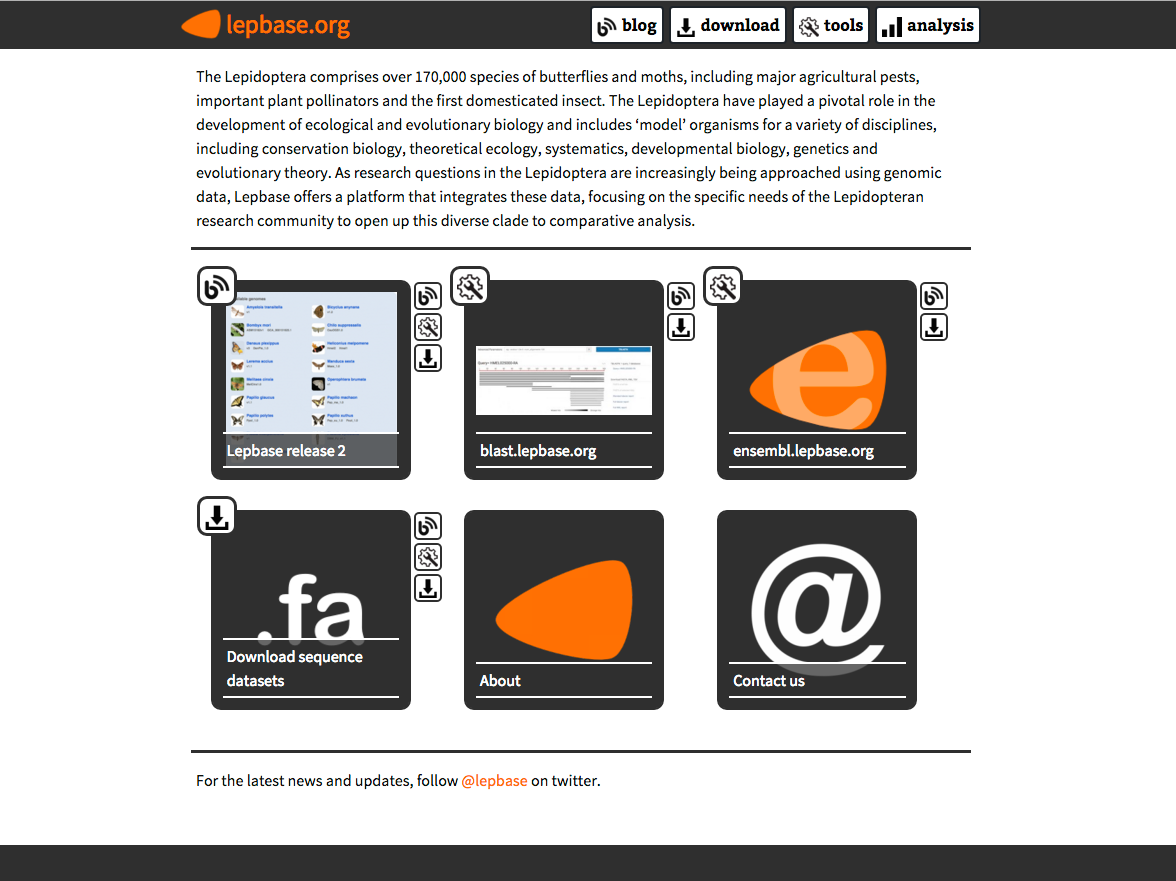 lepbase.org
blog
download
tools
analysis
The Lepidoptera comprises over 170,000 species of butterflies and moths, including major agricultural pests,
important plant pollinators and the first domesticated insect. The Lepidoptera have played a pivotal role in the
development of ecological and evolutionary biology and includes ‘model’ organisms for a variety of disciplines,
including conservation biology, theoretical ecology, systematics, developmental biology, genetics and
evolutionary theory. As research questions in the Lepidoptera are increasingly being approached using genomic
data, Lepbase offers a platform that integrates these data, focusing on the specific needs of the Lepidopteran
research community to open up this diverse clade to comparative analysis.
Lepbase release 2
blast.lepbase.org
e
ensembl.lepbase.org
.fa
Download sequence
datasets
About
@
Contact us
For the latest news and updates, follow @lepbase on twitter.